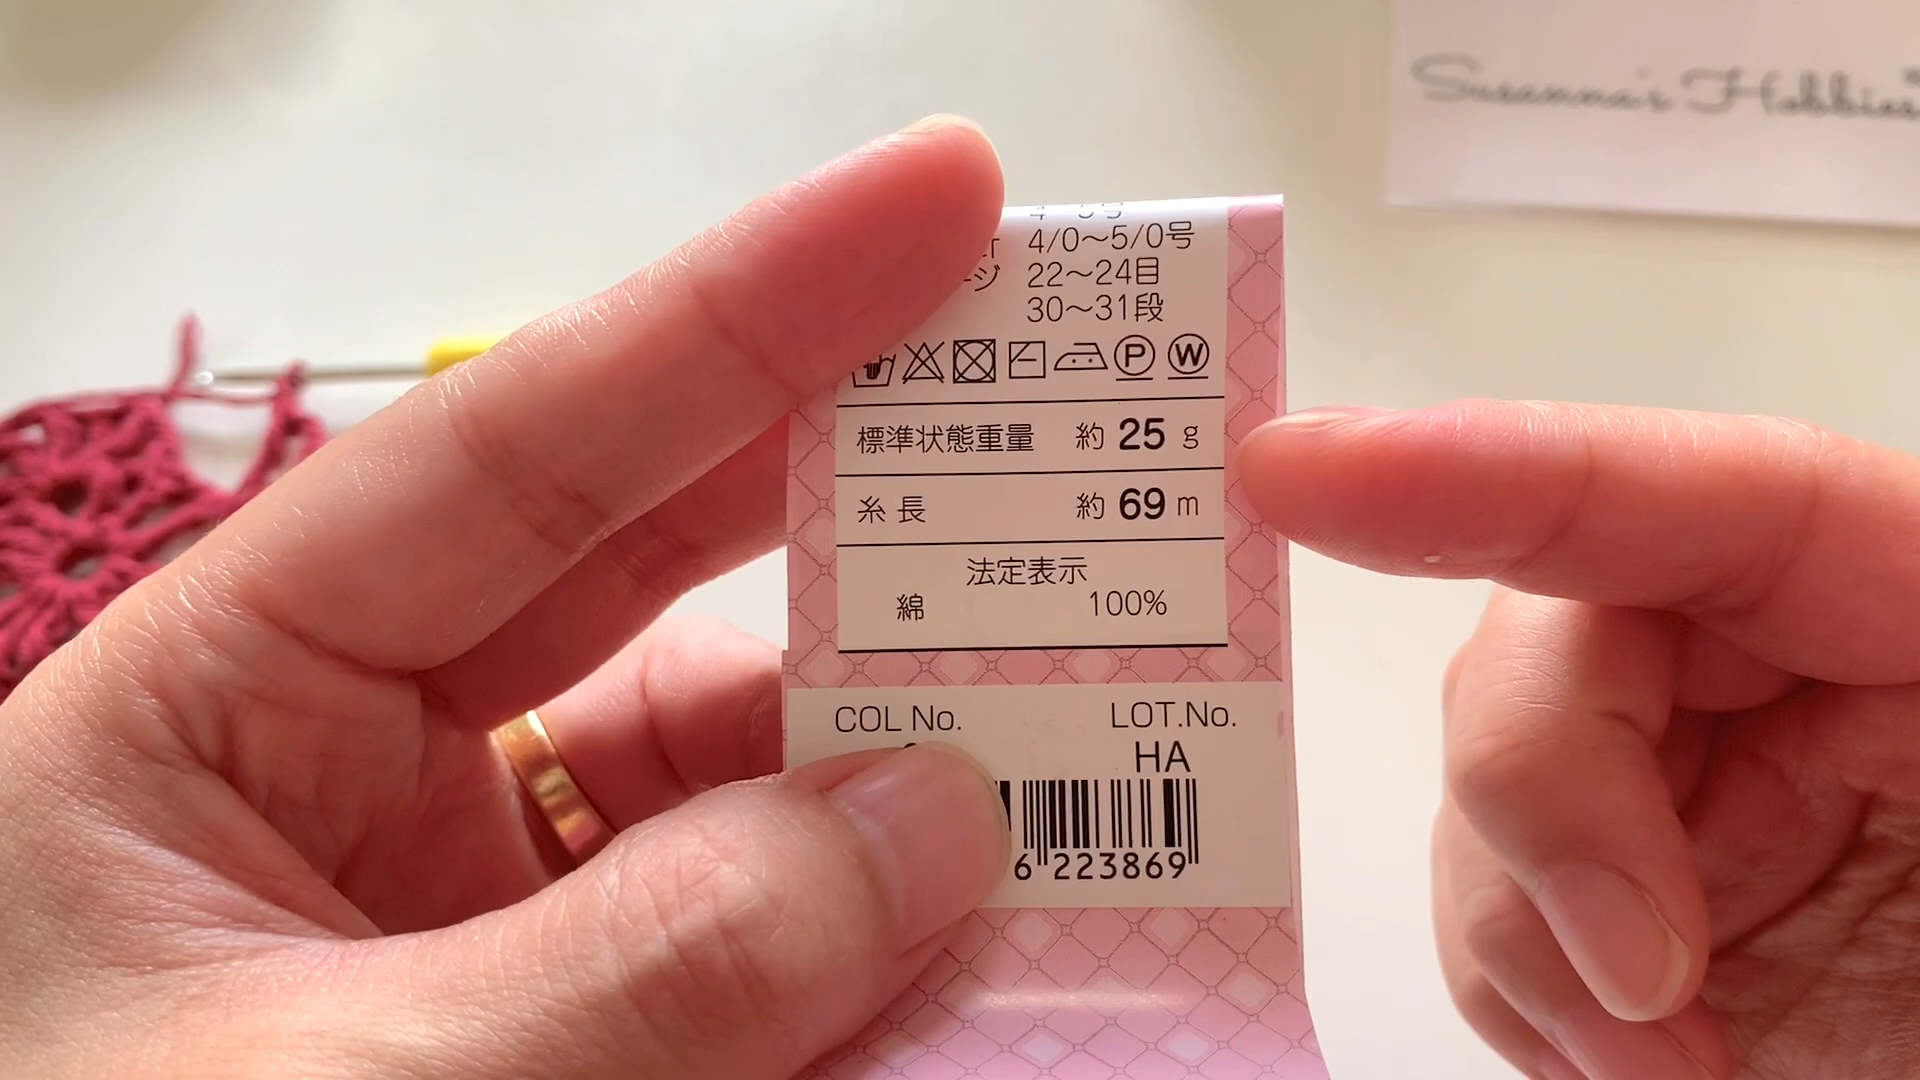 Susanna's Hobbies
4/0～5/0号
ージ 22～24目
30～31段
P W
標準状態重量 約 25 g
糸長 約 69 m
法定表示
綿 100%
COL No. LOT.No.
HA
6 223869